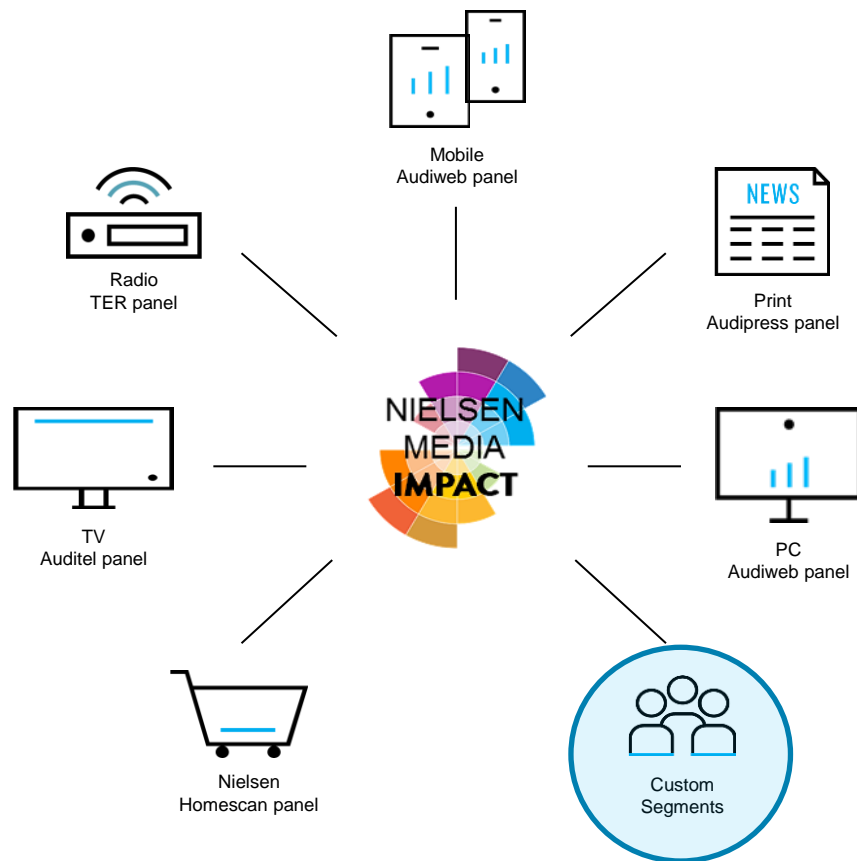 Mobile
Audiweb panel
NEWS
Radio
TER panel
Print
Audipress panel
NIELSEN
MEDIA
IMPACT
TV
Auditel panel
PC
Audiweb panel
Nielsen
Homescan panel
Custom
Segments